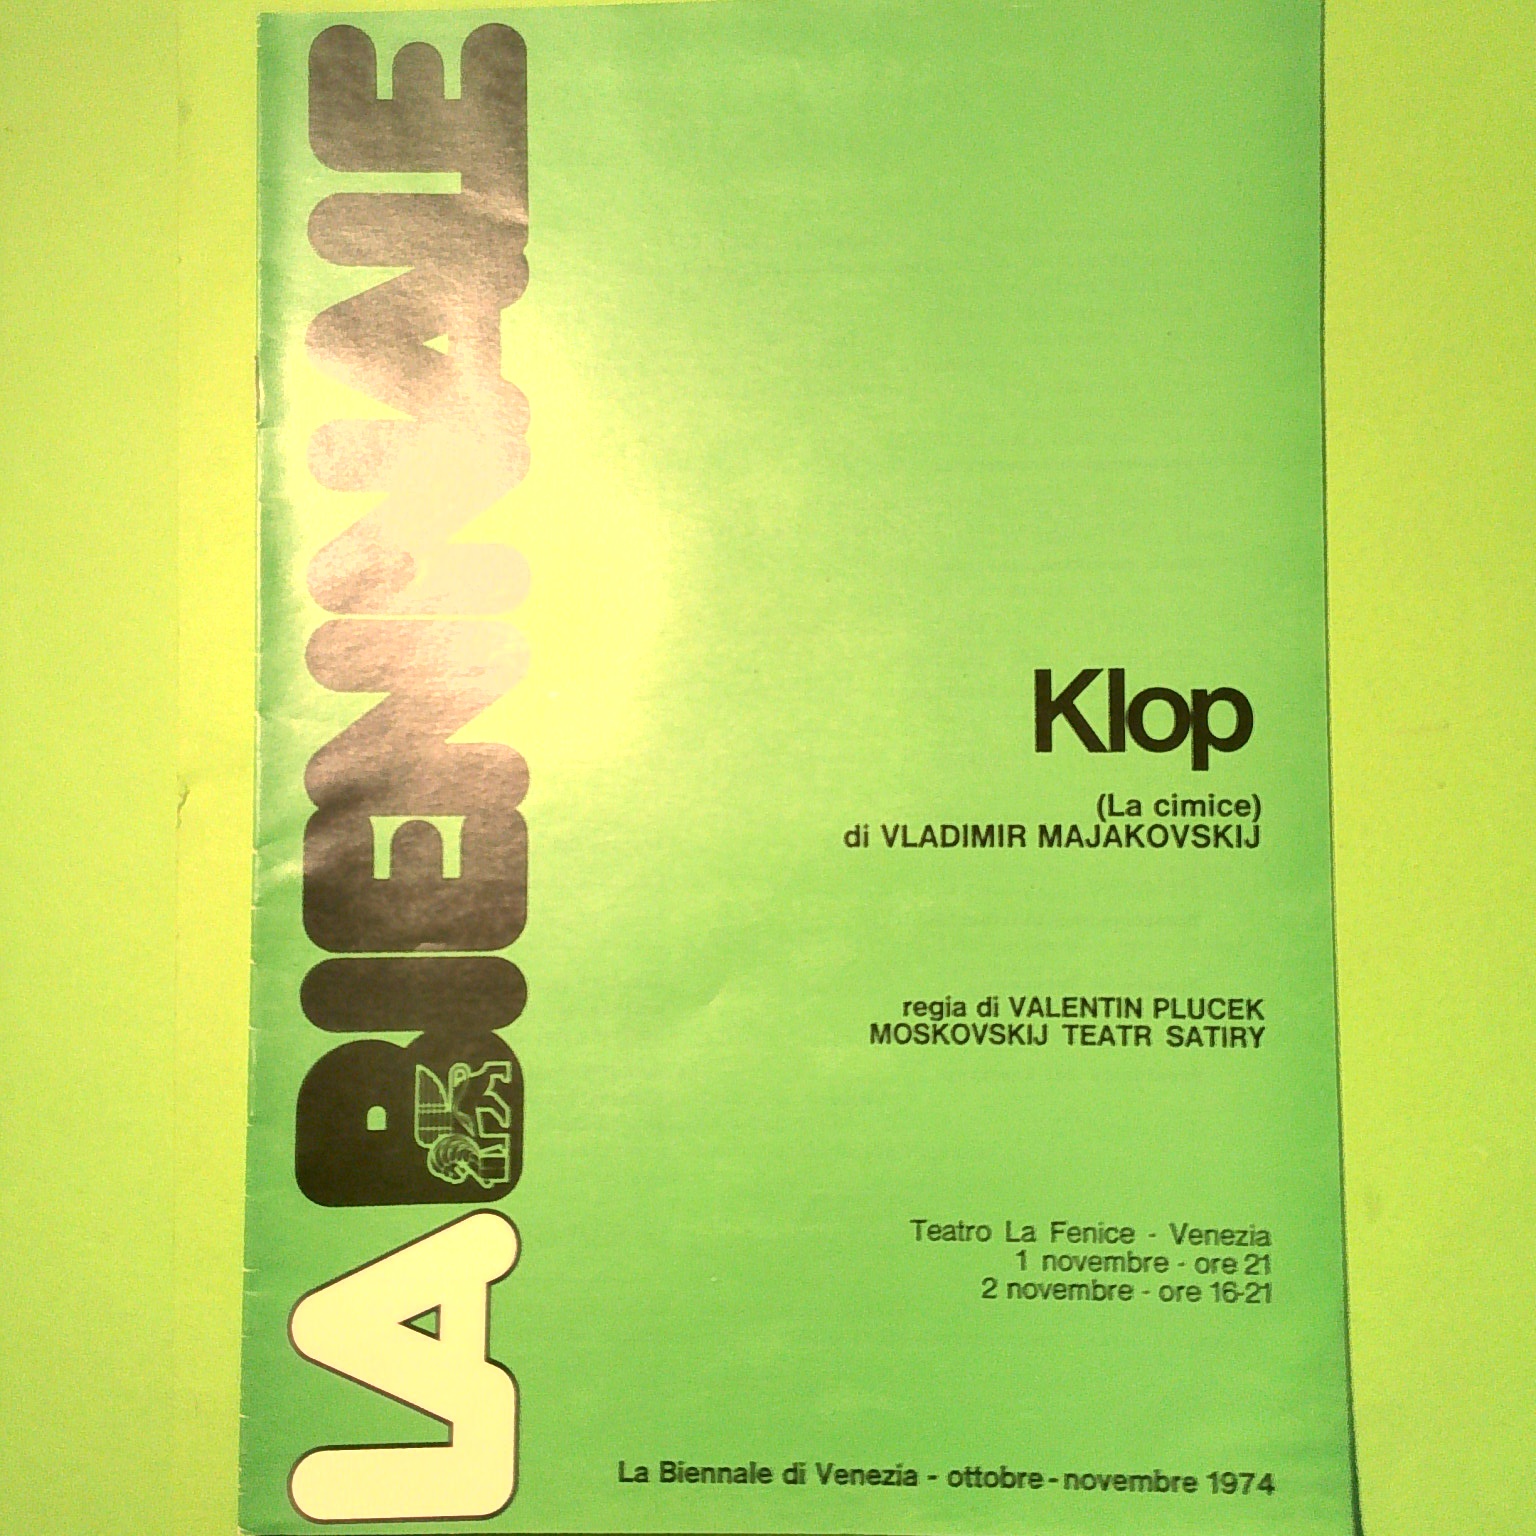 LA BIENNALE
Klop
(La cimice)
di VLADIMIR MAJAKOVSKIJ
regia di VALENTIN PLUCEK
MOSKOVSKIJ TEATR SATIRY
Teatro La Fenice - Venezia
1 novembre - ore 21
2 novembre - ore 16-21
La Biennale di Venezia - ottobre - novembre 1974